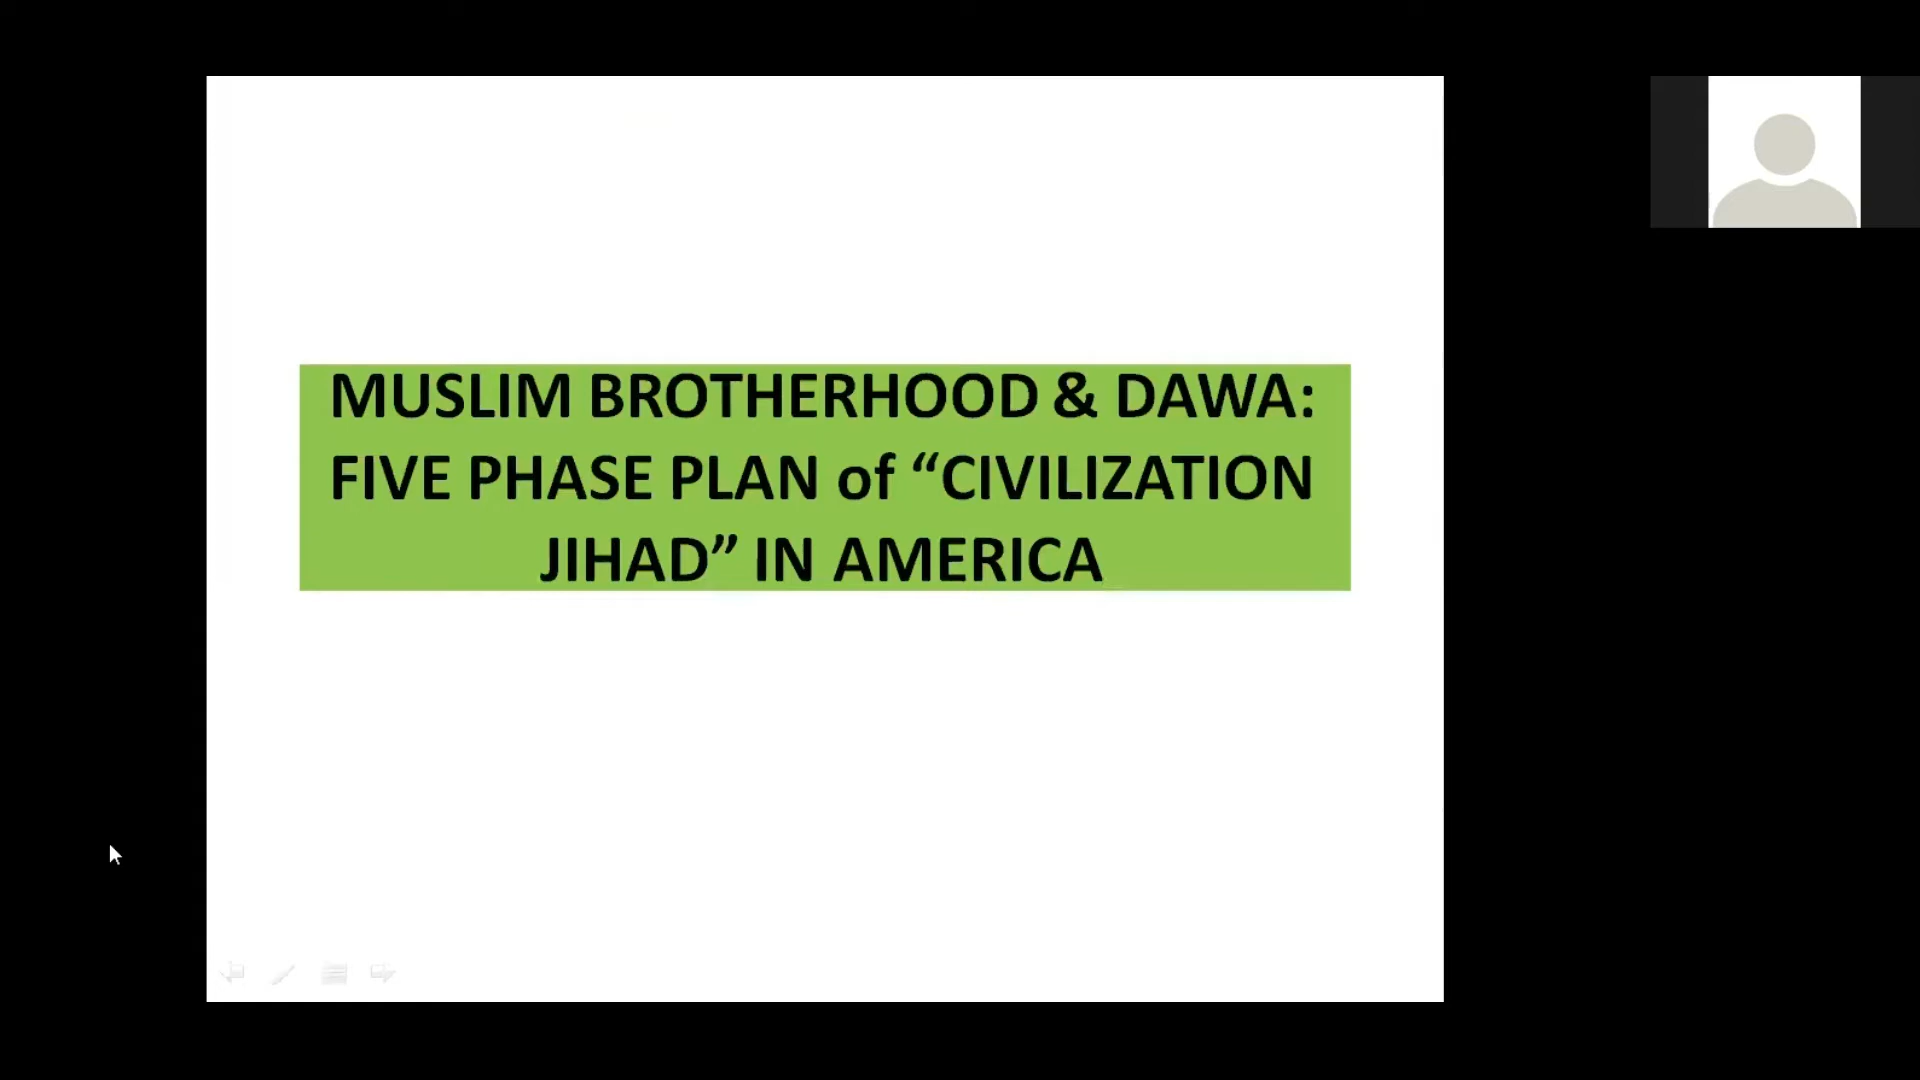 MUSLIM BROTHERHOOD & DAWA:
FIVE PHASE PLAN of “CIVILIZATION
JIHAD” IN AMERICA